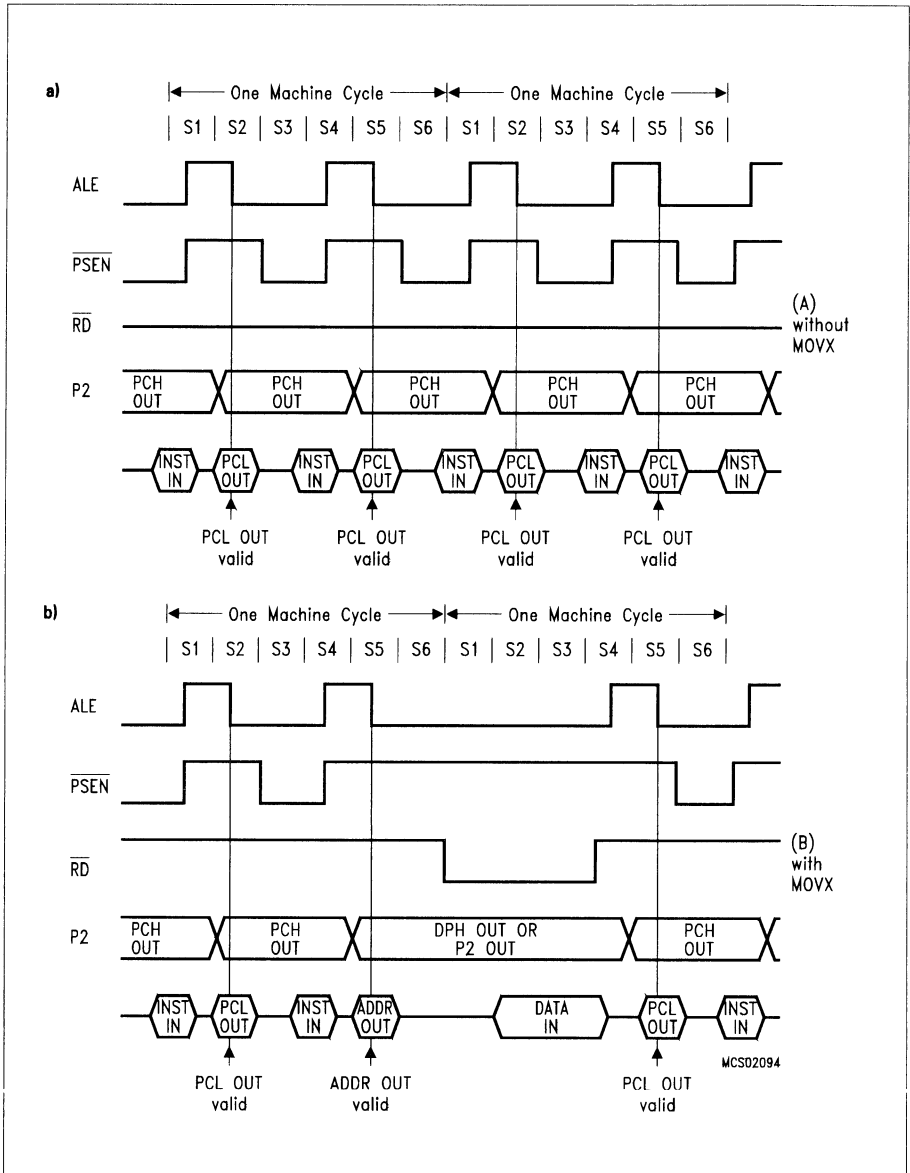 a)
One Machine Cycle One Machine Cycle
S1 S2 S3 S4 S5 S6 S1 S2 S3 S4 S5 S6
ALE
PSEN
RD
(A)
without
MOVX
P2
PCH OUT PCH OUT PCH OUT PCH OUT PCH OUT
INST IN PCL OUT INST IN PCL OUT INST IN PCL OUT INST IN PCL OUT INST IN
PCL OUT valid PCL OUT valid PCL OUT valid PCL OUT valid
b)
One Machine Cycle One Machine Cycle
S1 S2 S3 S4 S5 S6 S1 S2 S3 S4 S5 S6
ALE
PSEN
RD
(B)
with
MOVX
P2
PCH OUT PCH OUT DPH OUT OR P2 OUT PCH OUT
INST IN PCL OUT INST IN ADDR OUT DATA IN PCL OUT INST IN
MCS02094
PCL OUT valid ADDR OUT valid PCL OUT valid